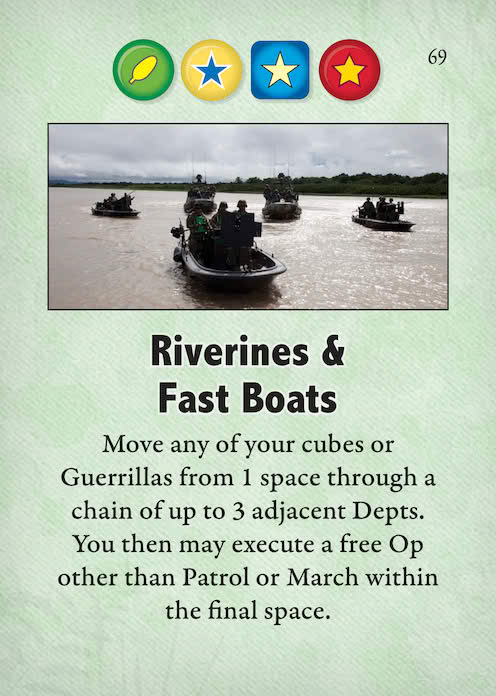 69
Riverines &
Fast Boats
Move any of your cubes or
Guerrillas from 1 space through a
chain of up to 3 adjacent Depts.
You then may execute a free Op
other than Patrol or March within
the final space.